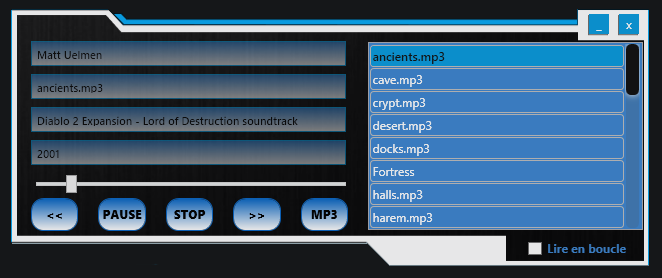 _ x
Matt Uelmen
ancients.mp3
Diablo 2 Expansion - Lord of Destruction soundtrack
2001
<< PAUSE STOP >> MP3
ancients.mp3
cave.mp3
crypt.mp3
desert.mp3
docks.mp3
Fortress
halls.mp3
harem.mp3
Lire en boucle